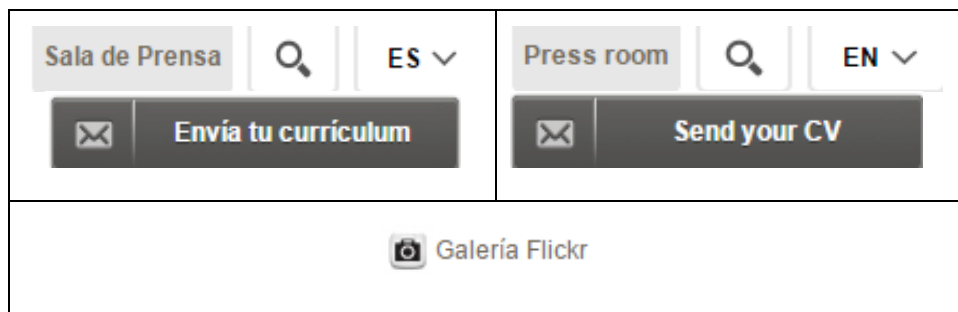 Sala de Prensa ES
Envía tu currículum
Press room EN
Send your CV
Galería Flickr